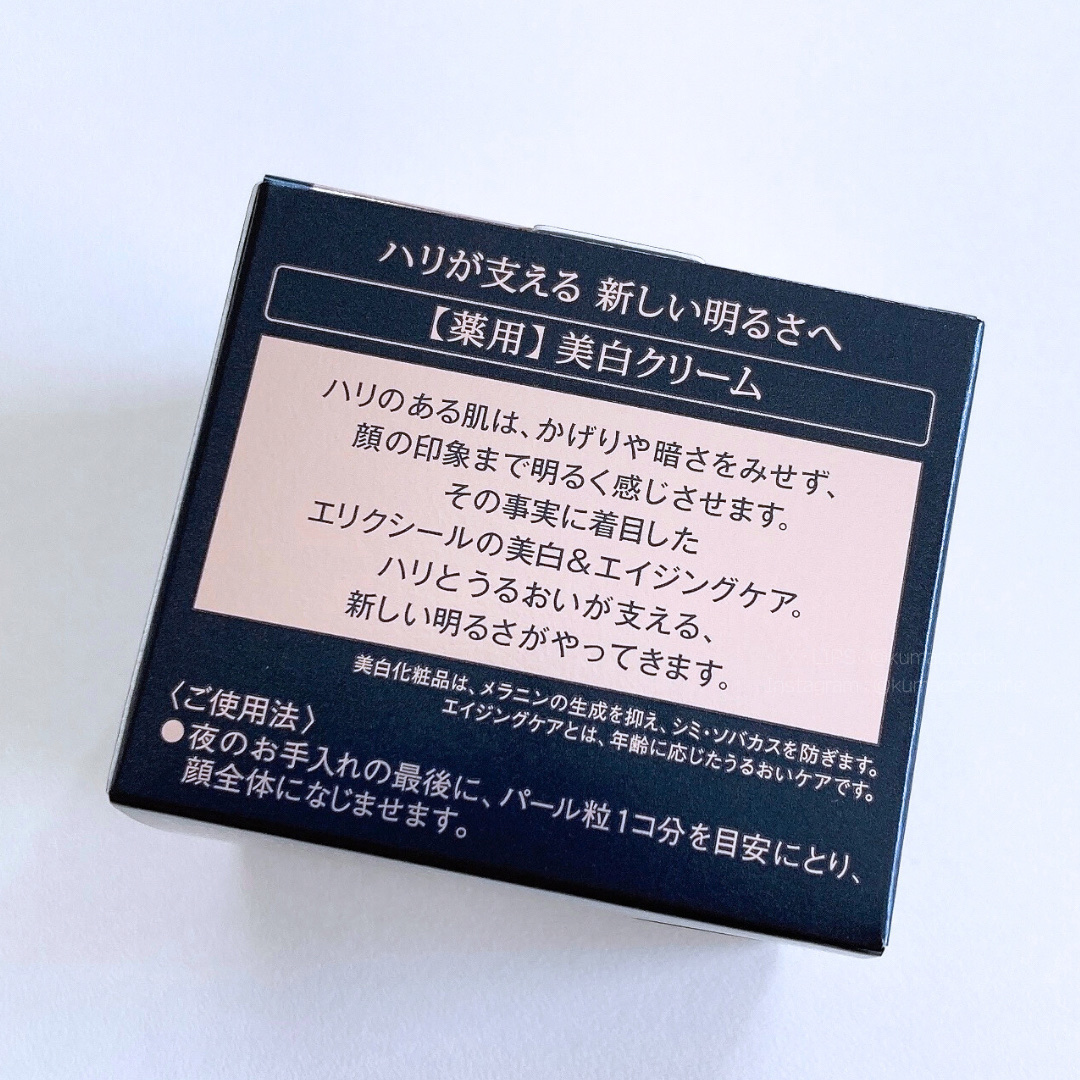 ハリが支える 新しい明るさへ
【薬用】美白クリーム
ハリのある肌は、かげりや暗さをみせず、
顔の印象まで明るく感じさせます。
その事実に着目した
エリクシールの美白&エイジングケア。
ハリとうるおいが支える、
新しい明るさがやってきます。
美白化粧品は、メラニンの生成を抑え、シミ・ソバカスを防ぎます。
エイジングケアとは、年齢に応じたうるおいケアです。
〈ご使用法〉
●夜のお手入れの最後に、パール粒1コ分を目安にとり、
顔全体になじませます。